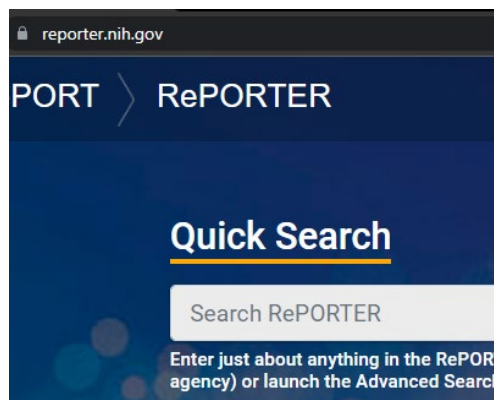 reporter.nih.gov
PORT RePORTER
Quick Search
Search RePORTER
Enter just about anything in the RePOR
agency) or launch the Advanced Search